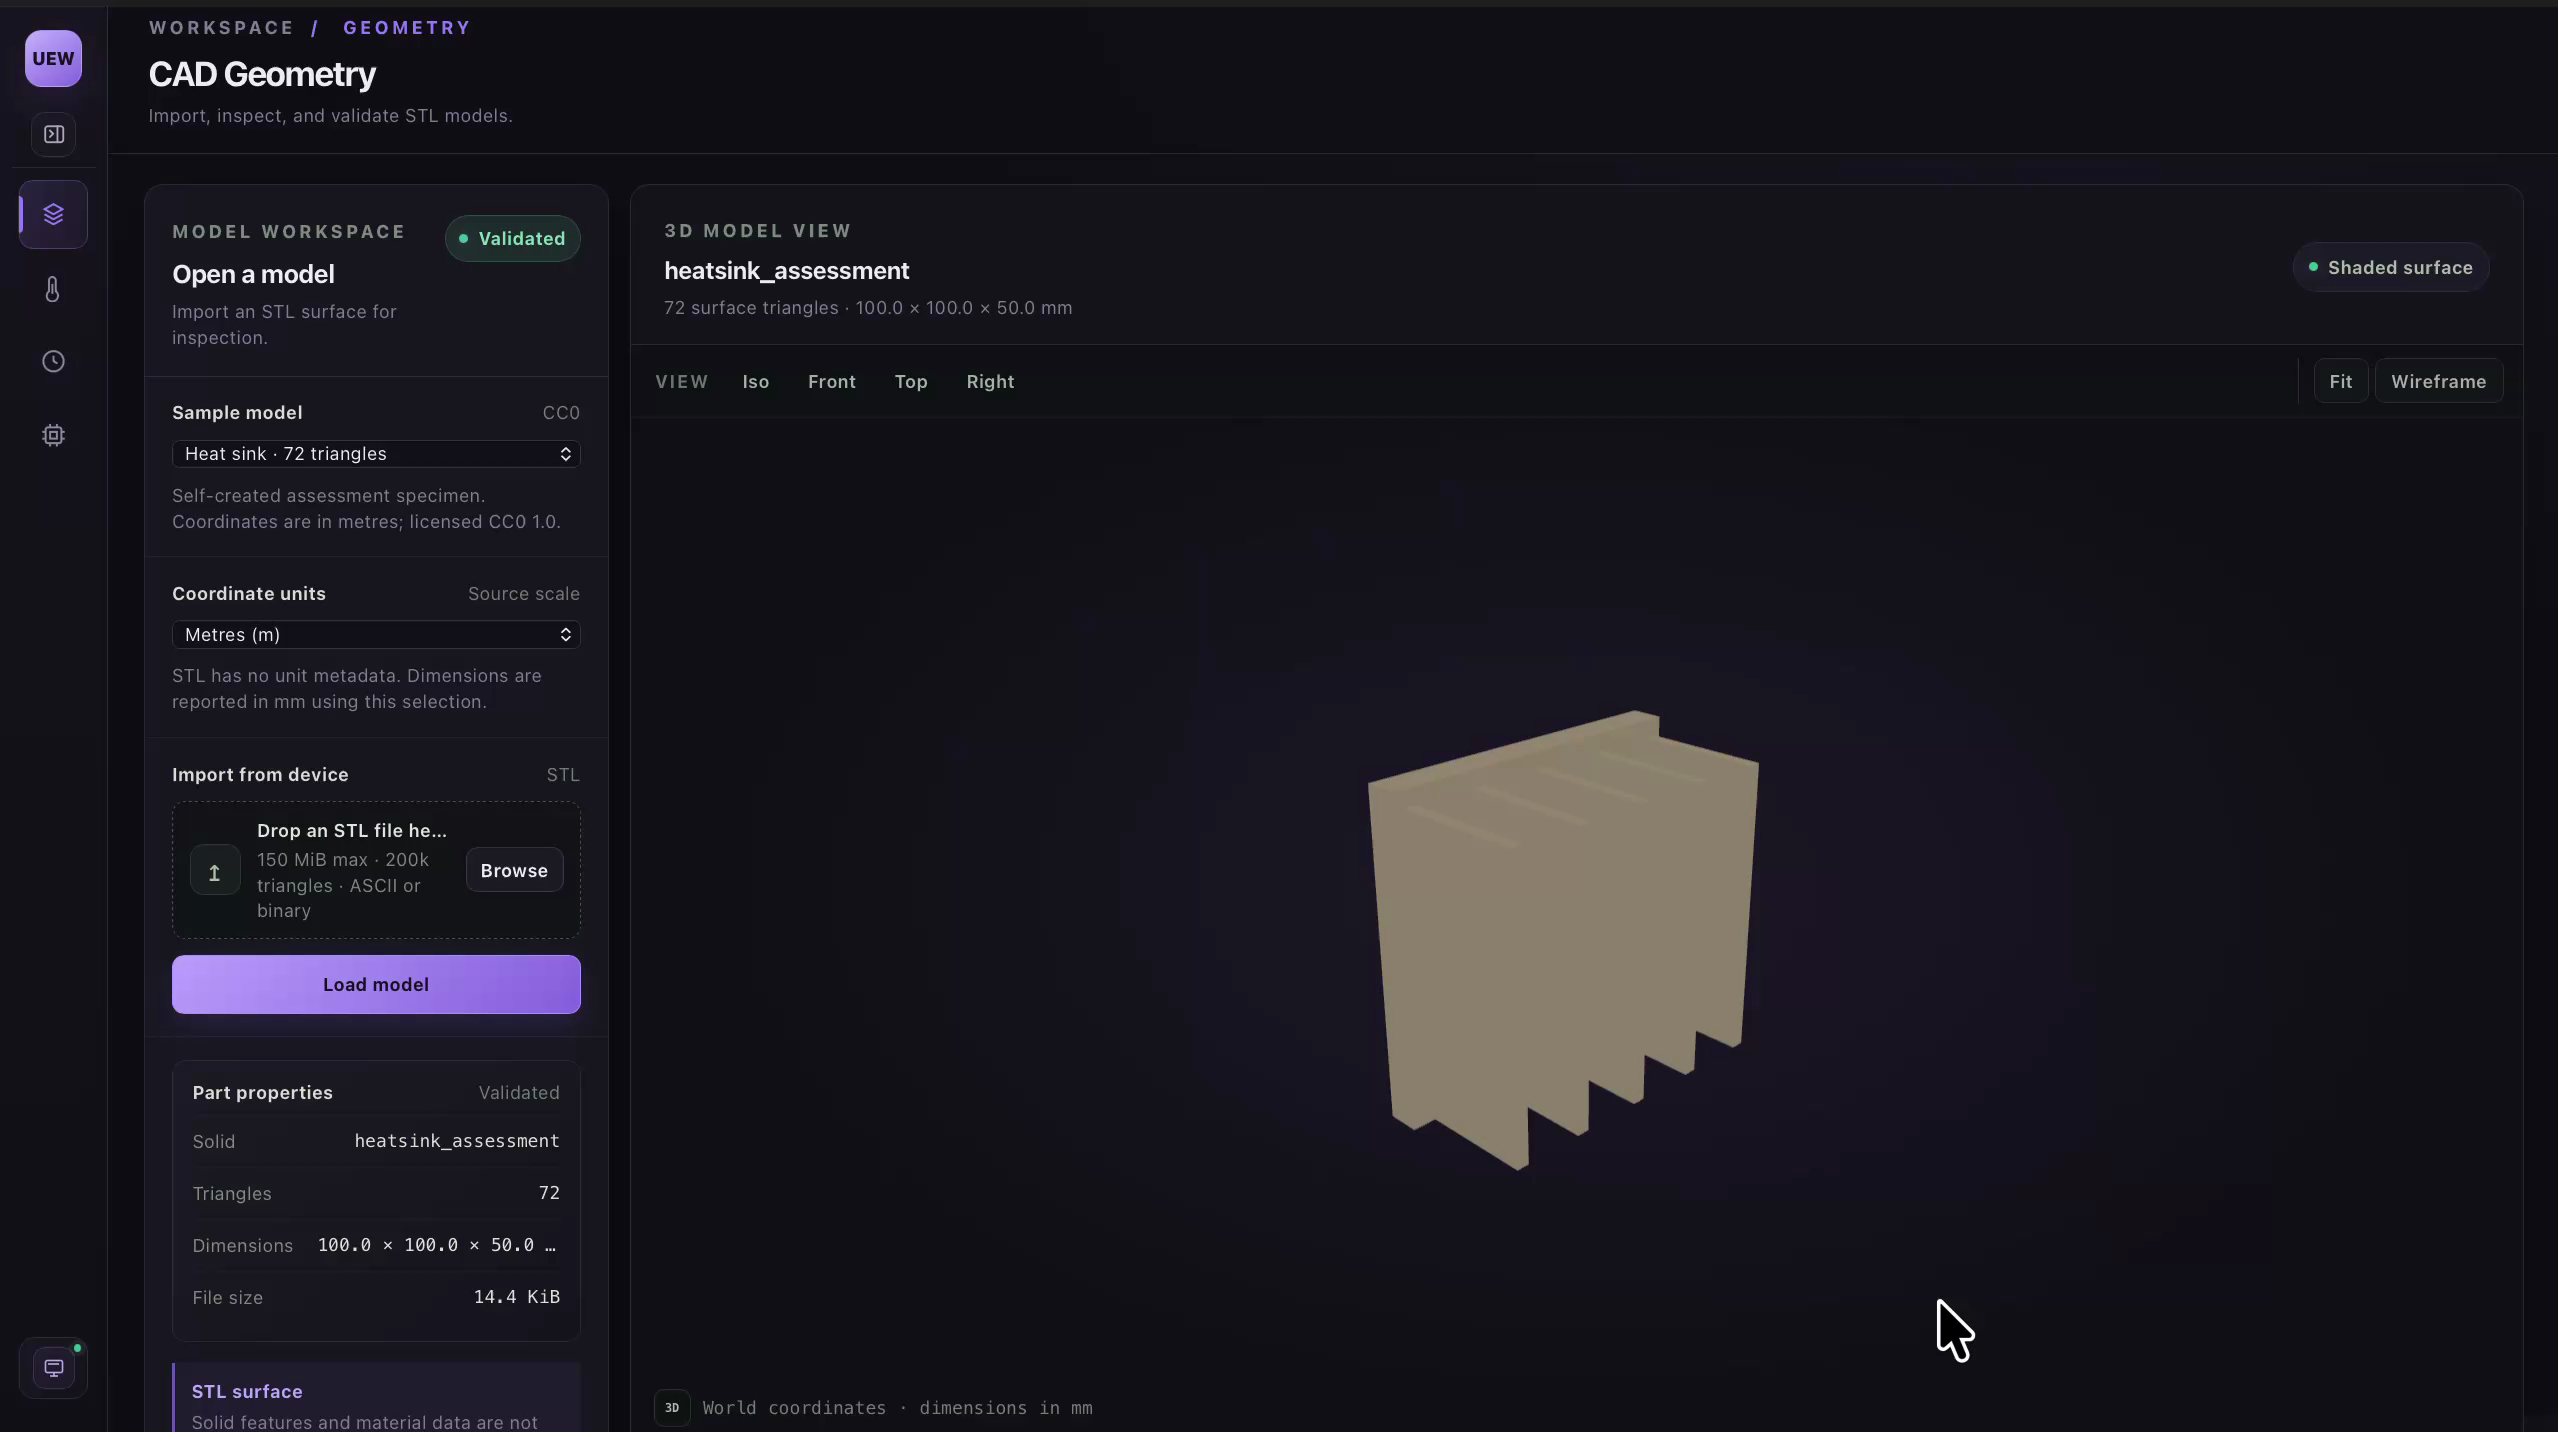 UEW
WORKSPACE / GEOMETRY
CAD Geometry
Import, inspect, and validate STL models.
MODEL WORKSPACE
Validated
Open a model
Import an STL surface for
inspection.
Sample model CC0
Heat sink · 72 triangles
Self-created assessment specimen.
Coordinates are in metres; licensed CC0 1.0.
Coordinate units Source scale
Metres (m)
STL has no unit metadata. Dimensions are
reported in mm using this selection.
Import from device STL
Drop an STL file he...
150 MiB max · 200k
triangles · ASCII or
binary
Browse
Load model
Part properties Validated
Solid heatsink_assessment
Triangles 72
Dimensions 100.0 × 100.0 × 50.0 …
File size 14.4 KiB
STL surface
Solid features and material data are not
3D MODEL VIEW
heatsink_assessment
72 surface triangles · 100.0 × 100.0 × 50.0 mm
Shaded surface
VIEW Iso Front Top Right
Fit Wireframe
3D World coordinates · dimensions in mm